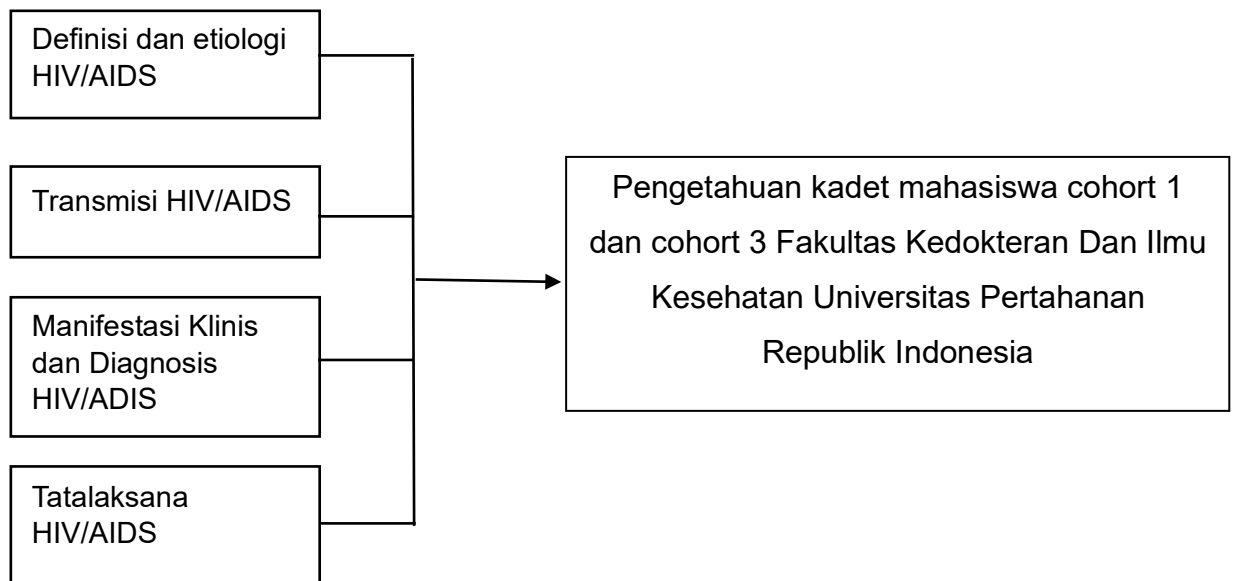 Definisi dan etiologi
HIV/AIDS
Transmisi HIV/AIDS
Manifestasi Klinis
dan Diagnosis
HIV/ADIS
Tatalaksana
HIV/AIDS
Pengetahuan kadet mahasiswa cohort 1
dan cohort 3 Fakultas Kedokteran Dan Ilmu
Kesehatan Universitas Pertahanan
Republik Indonesia